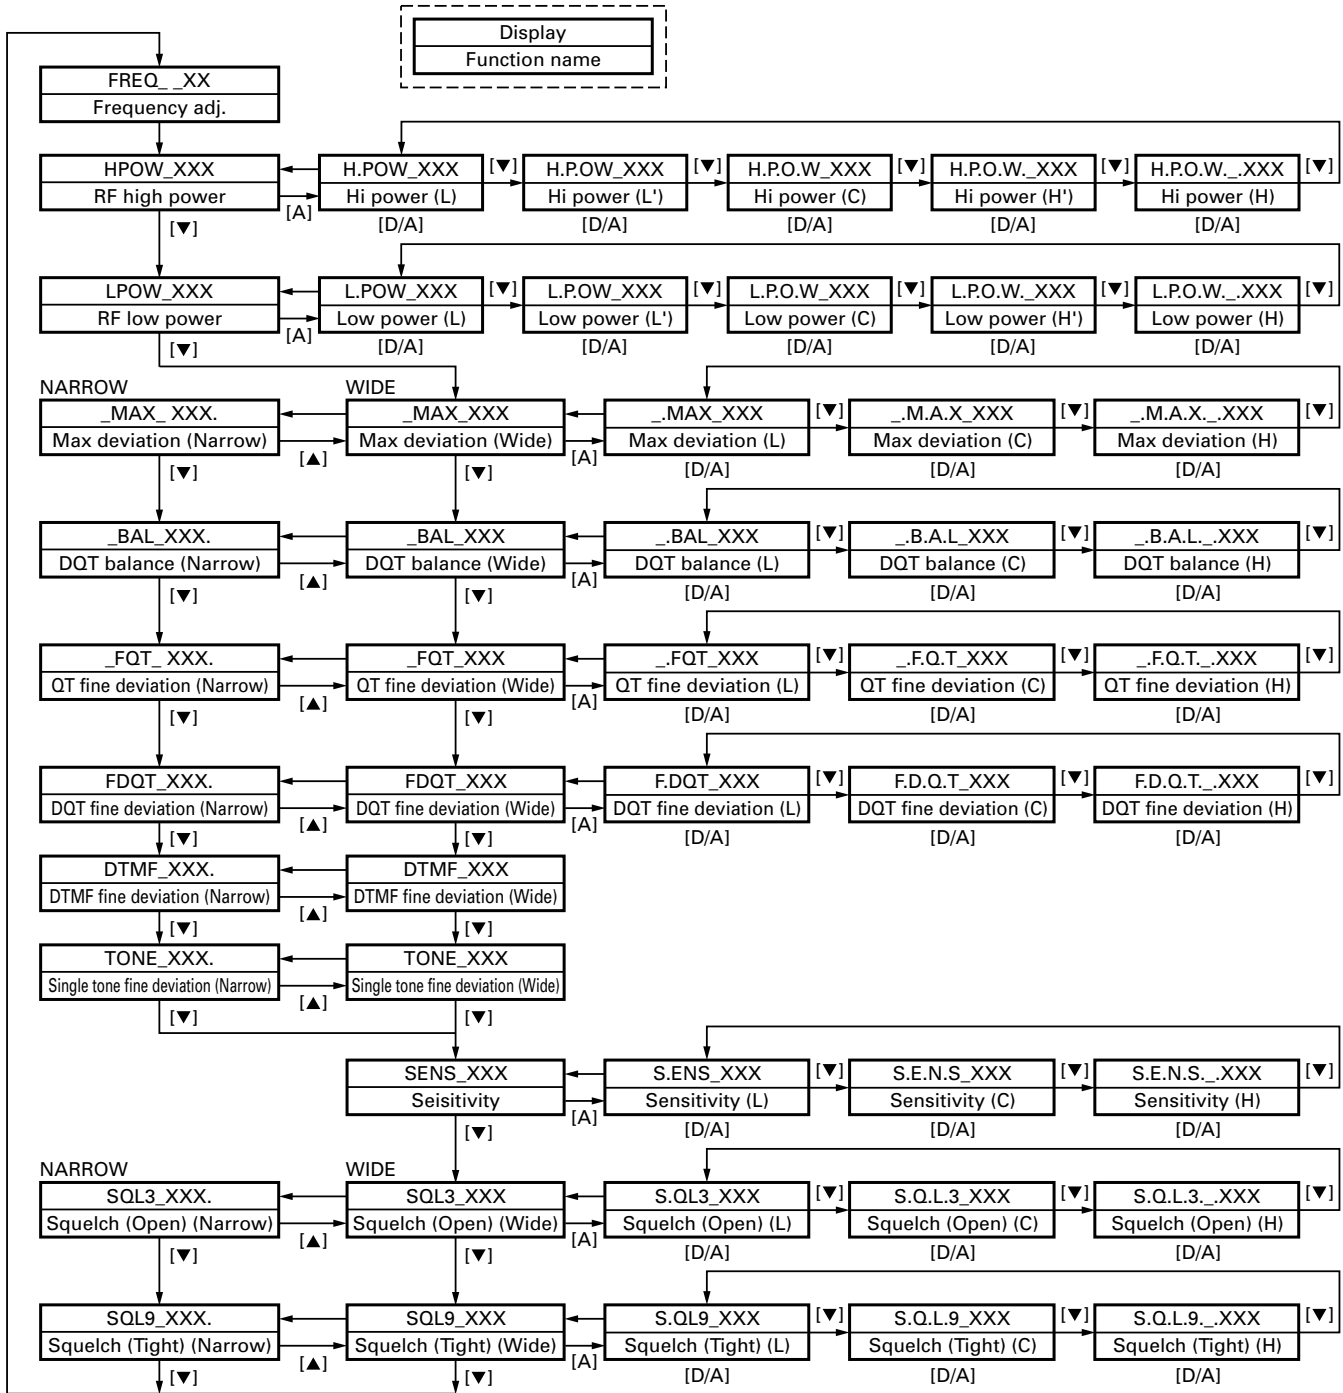 Display
Function name
FREQ_ _XX
Frequency adj.
HPOW_XXX
RF high power
[▼]
[A]
H.POW_XXX
Hi power (L)
[D/A]
[▼]
H.P.OW_XXX
Hi power (L')
[D/A]
[▼]
H.P.O.W_XXX
Hi power (C)
[D/A]
[▼]
H.P.O.W._XXX
Hi power (H')
[D/A]
[▼]
H.P.O.W._.XXX
Hi power (H)
[D/A]
[▼]
LPOW_XXX
RF low power
[▼]
[A]
L.POW_XXX
Low power (L)
[D/A]
[▼]
L.P.OW_XXX
Low power (L')
[D/A]
[▼]
L.P.O.W_XXX
Low power (C)
[D/A]
[▼]
L.P.O.W._XXX
Low power (H')
[D/A]
[▼]
L.P.O.W._.XXX
Low power (H)
[D/A]
[▼]
NARROW
WIDE
_MAX_ XXX.
Max deviation (Narrow)
[▼]
[▲]
_MAX_XXX
Max deviation (Wide)
[▼]
[A]
_.MAX_XXX
Max deviation (L)
[D/A]
[▼]
_.M.A.X_XXX
Max deviation (C)
[D/A]
[▼]
_.M.A.X._.XXX
Max deviation (H)
[D/A]
[▼]
_BAL_XXX.
DQT balance (Narrow)
[▼]
[▲]
_BAL_XXX
DQT balance (Wide)
[▼]
[A]
_.BAL_XXX
DQT balance (L)
[D/A]
[▼]
_.B.A.L_XXX
DQT balance (C)
[D/A]
[▼]
_.B.A.L._.XXX
DQT balance (H)
[D/A]
[▼]
_FQT_ XXX.
QT fine deviation (Narrow)
[▼]
[▲]
_FQT_XXX
QT fine deviation (Wide)
[▼]
[A]
_.FQT_XXX
QT fine deviation (L)
[D/A]
[▼]
_.F.Q.T_XXX
QT fine deviation (C)
[D/A]
[▼]
_.F.Q.T._.XXX
QT fine deviation (H)
[D/A]
[▼]
FDQT_XXX.
DQT fine deviation (Narrow)
[▼]
[▲]
FDQT_XXX
DQT fine deviation (Wide)
[▼]
[A]
F.DQT_XXX
DQT fine deviation (L)
[D/A]
[▼]
F.D.Q.T_XXX
DQT fine deviation (C)
[D/A]
[▼]
F.D.Q.T._.XXX
DQT fine deviation (H)
[D/A]
[▼]
DTMF_XXX.
DTMF fine deviation (Narrow)
[▼]
[▲]
DTMF_XXX
DTMF fine deviation (Wide)
[▼]
TONE_XXX.
Single tone fine deviation (Narrow)
[▼]
[▲]
TONE_XXX
Single tone fine deviation (Wide)
[▼]
SENS_XXX
Seisitivity
[▼]
[A]
S.ENS_XXX
Sensitivity (L)
[D/A]
[▼]
S.E.N.S_XXX
Sensitivity (C)
[D/A]
[▼]
S.E.N.S._.XXX
Sensitivity (H)
[D/A]
[▼]
NARROW
WIDE
SQL3_XXX.
Squelch (Open) (Narrow)
[▼]
[▲]
SQL3_XXX
Squelch (Open) (Wide)
[▼]
[A]
S.QL3_XXX
Squelch (Open) (L)
[D/A]
[▼]
S.Q.L.3_XXX
Squelch (Open) (C)
[D/A]
[▼]
S.Q.L.3._.XXX
Squelch (Open) (H)
[D/A]
[▼]
SQL9_XXX.
Squelch (Tight) (Narrow)
[▼]
[▲]
SQL9_XXX
Squelch (Tight) (Wide)
[▼]
[A]
S.QL9_XXX
Squelch (Tight) (L)
[D/A]
[▼]
S.Q.L.9_XXX
Squelch (Tight) (C)
[D/A]
[▼]
S.Q.L.9._.XXX
Squelch (Tight) (H)
[D/A]
[▼]